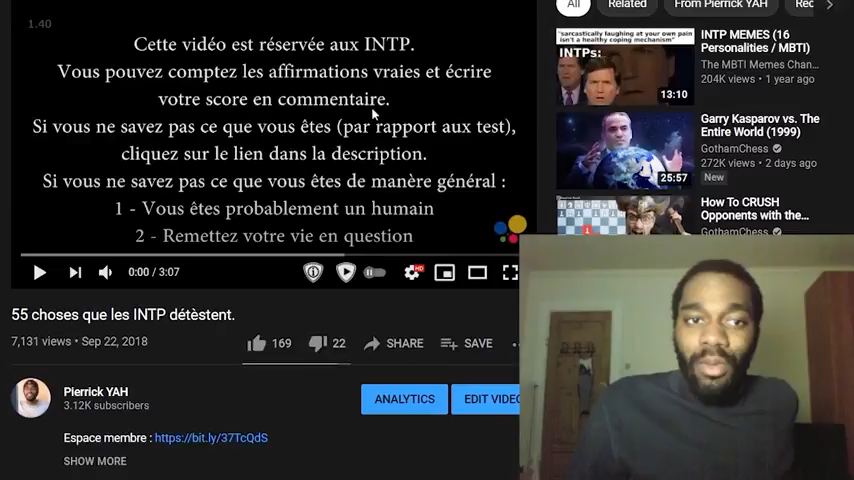 1.40
Cette vidéo est réservée aux INTP.
Vous pouvez comptez les affirmations vraies et écrire
votre score en commentaire.
Si vous ne savez pas ce que vous êtes (par rapport aux test),
cliquez sur le lien dans la description.
Si vous ne savez pas ce que vous êtes de manère général :
1 - Vous êtes probablement un humain
2 - Remettez votre vie en question
0:00 / 3:07
HD
55 choses que les INTP détèstent.
7,131 views • Sep 22, 2018
169
22
SHARE
SAVE
Pierrick YAH
3.12K subscribers
ANALYTICS
EDIT VIDEO
Espace membre : https://bit.ly/37TcQdS
SHOW MORE
All
Related
From Pierrick YAH
Rec
"sarcastically laughing at your own pain
isn't a healthy coping mechanism"
INTPs:
13:10
INTP MEMES (16
Personalities / MBTI)
The MBTI Memes Chan...
204K views • 1 year ago
25:57
Garry Kasparov vs. The
Entire World (1999)
GothamChess
272K views • 2 days ago
New
How To CRUSH
Opponents with the...
GothamChess